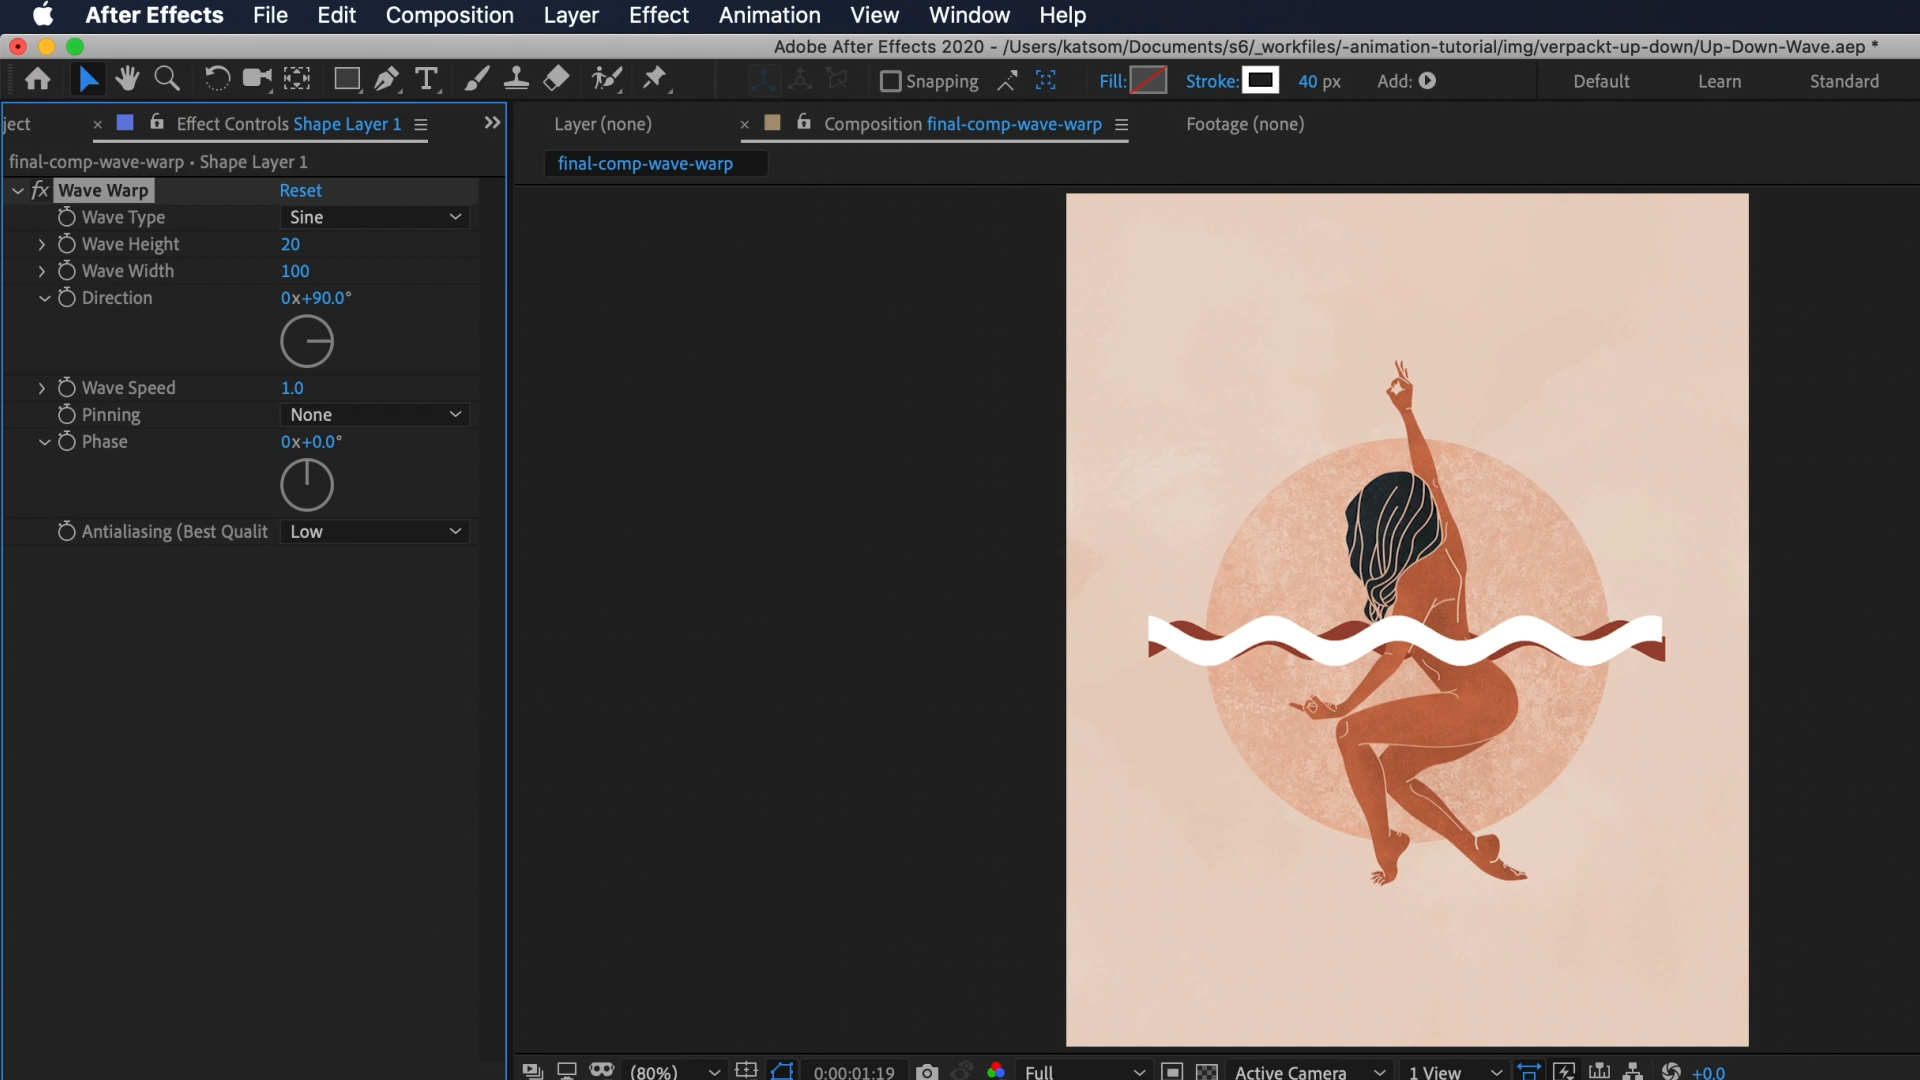 After Effects File Edit Composition Layer Effect Animation View Window Help
Adobe After Effects 2020 - /Users/katsom/Documents/s6/_workfiles/-animation-tutorial/img/verpackt-up-down/Up-Down-Wave.aep *
Snapping Fill: Stroke: 40 px Add: Default Learn Standard
ject × Effect Controls Shape Layer 1 Layer (none) × Composition final-comp-wave-warp Footage (none)
final-comp-wave-warp • Shape Layer 1
final-comp-wave-warp
fx Wave Warp Reset
Wave Type Sine
Wave Height 20
Wave Width 100
Direction 0x+90.0°
Wave Speed 1.0
Pinning None
Phase 0x+0.0°
Antialiasing (Best Qualit Low
(80%) 0:00:01:19 Full Active Camera 1 View +0.0